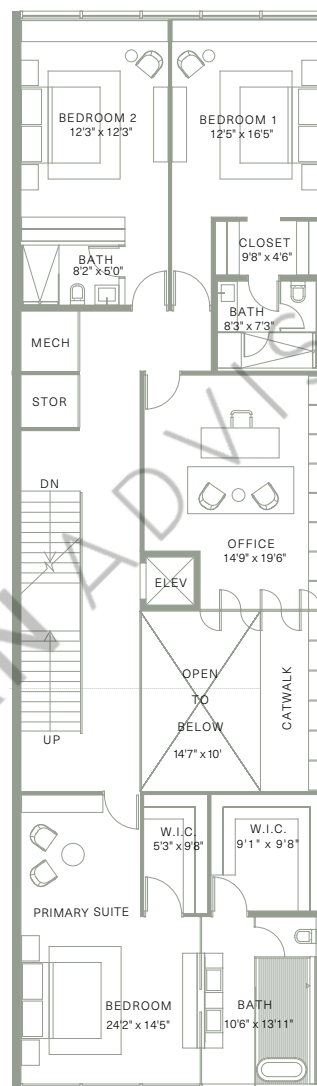 BEDROOM 2
12'3" x 12'3"
BEDROOM 1
12'5" x 16'5"
CLOSET
9'8" x 4'6"
BATH
8'2" x 5'0"
BATH
8'3" x 7'3"
MECH
STOR
DN
OFFICE
14'9" x 19'6"
ELEV
OPEN
TO
BELOW
14'7" x 10'
CATWALK
UP
W.I.C.
5'3" x 9'8"
W.I.C.
9'1" x 9'8"
PRIMARY SUITE
BEDROOM
24'2" x 14'5"
BATH
10'6" x 13'11"